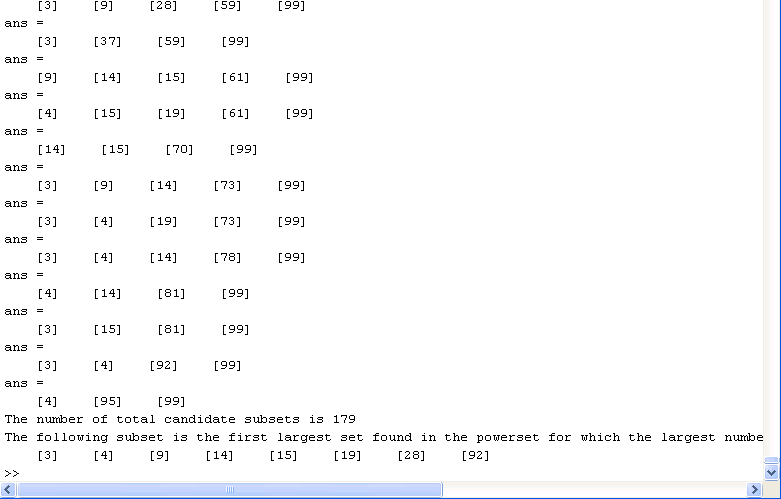 [3] [9] [28] [59] [99]
ans =
[3] [37] [59] [99]
ans =
[9] [14] [15] [61] [99]
ans =
[4] [15] [19] [61] [99]
ans =
[14] [15] [70] [99]
ans =
[3] [9] [14] [73] [99]
ans =
[3] [4] [19] [73] [99]
ans =
[3] [4] [14] [78] [99]
ans =
[4] [14] [81] [99]
ans =
[3] [15] [81] [99]
ans =
[3] [4] [92] [99]
ans =
[4] [95] [99]
The number of total candidate subsets is 179
The following subset is the first largest set found in the powerset for which the largest numbe
[3] [4] [9] [14] [15] [19] [28] [92]
>>